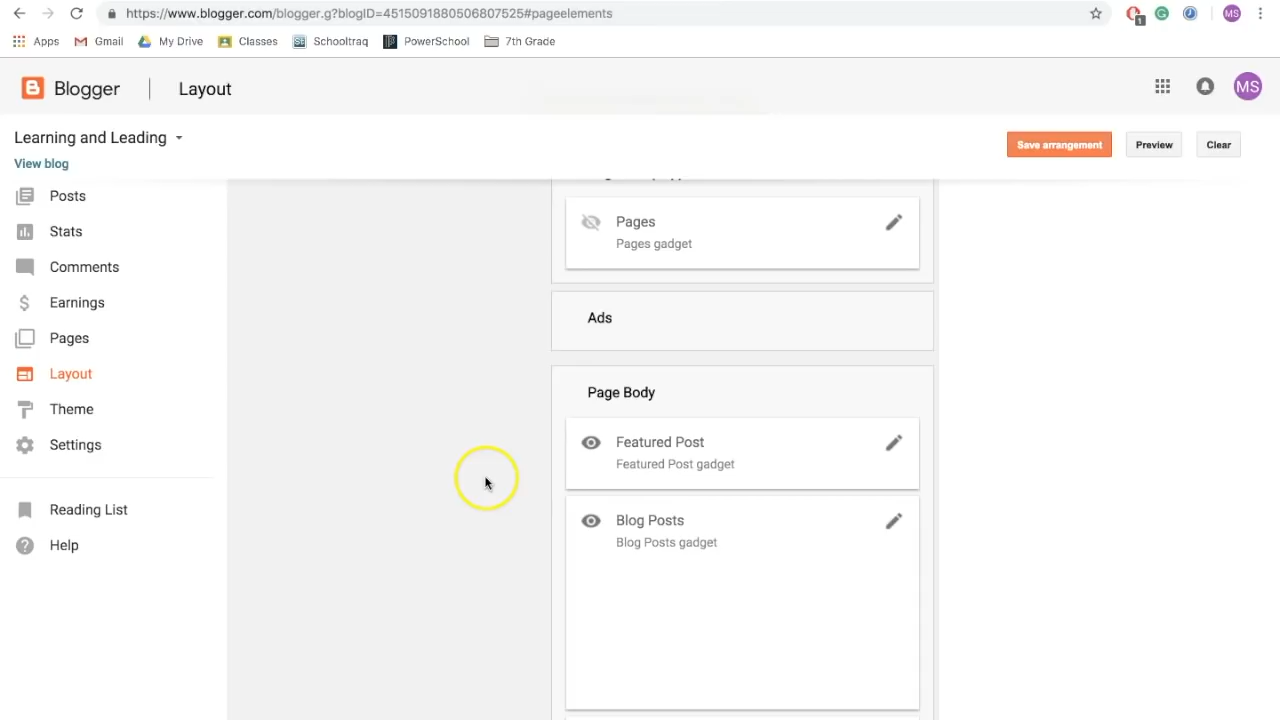 https://www.blogger.com/blogger.g?blogID=4515091880506807525#pageelements
1
MS
Apps
Gmail
My Drive
Classes
Schooltraq
PowerSchool
7th Grade
Blogger
Layout
MS
Learning and Leading
View blog
Save arrangement
Preview
Clear
Posts
Stats
Comments
Earnings
Pages
Layout
Theme
Settings
Reading List
Help
Pages
Pages gadget
Ads
Page Body
Featured Post
Featured Post gadget
Blog Posts
Blog Posts gadget